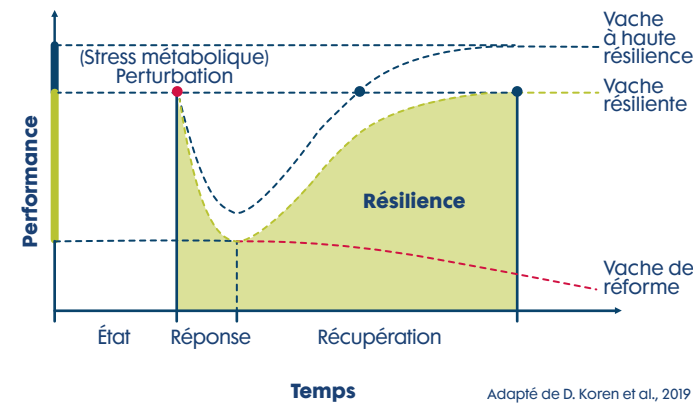 Vache
à haute
résilience
(Stress métabolique)
Perturbation
Vache
résiliente
Performance
Résilience
Vache de
réforme
État
Réponse
Récupération
Temps
Adapté de D. Koren et al., 2019